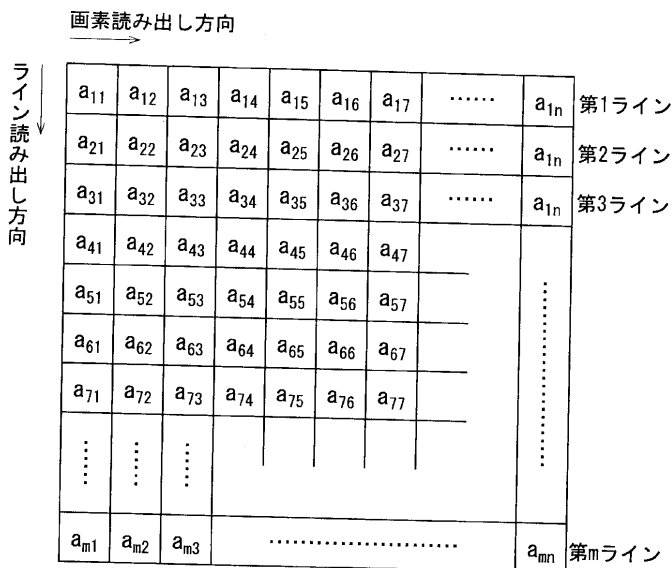 画素読み出し方向
ライン読み出し方向
a11 a12 a13 a14 a15 a16 a17 …… a1n 第1ライン
a21 a22 a23 a24 a25 a26 a27 …… a1n 第2ライン
a31 a32 a33 a34 a35 a36 a37 …… a1n 第3ライン
a41 a42 a43 a44 a45 a46 a47
a51 a52 a53 a54 a55 a56 a57
a61 a62 a63 a64 a65 a66 a67
a71 a72 a73 a74 a75 a76 a77
am1 am2 am3 …… amn 第mライン